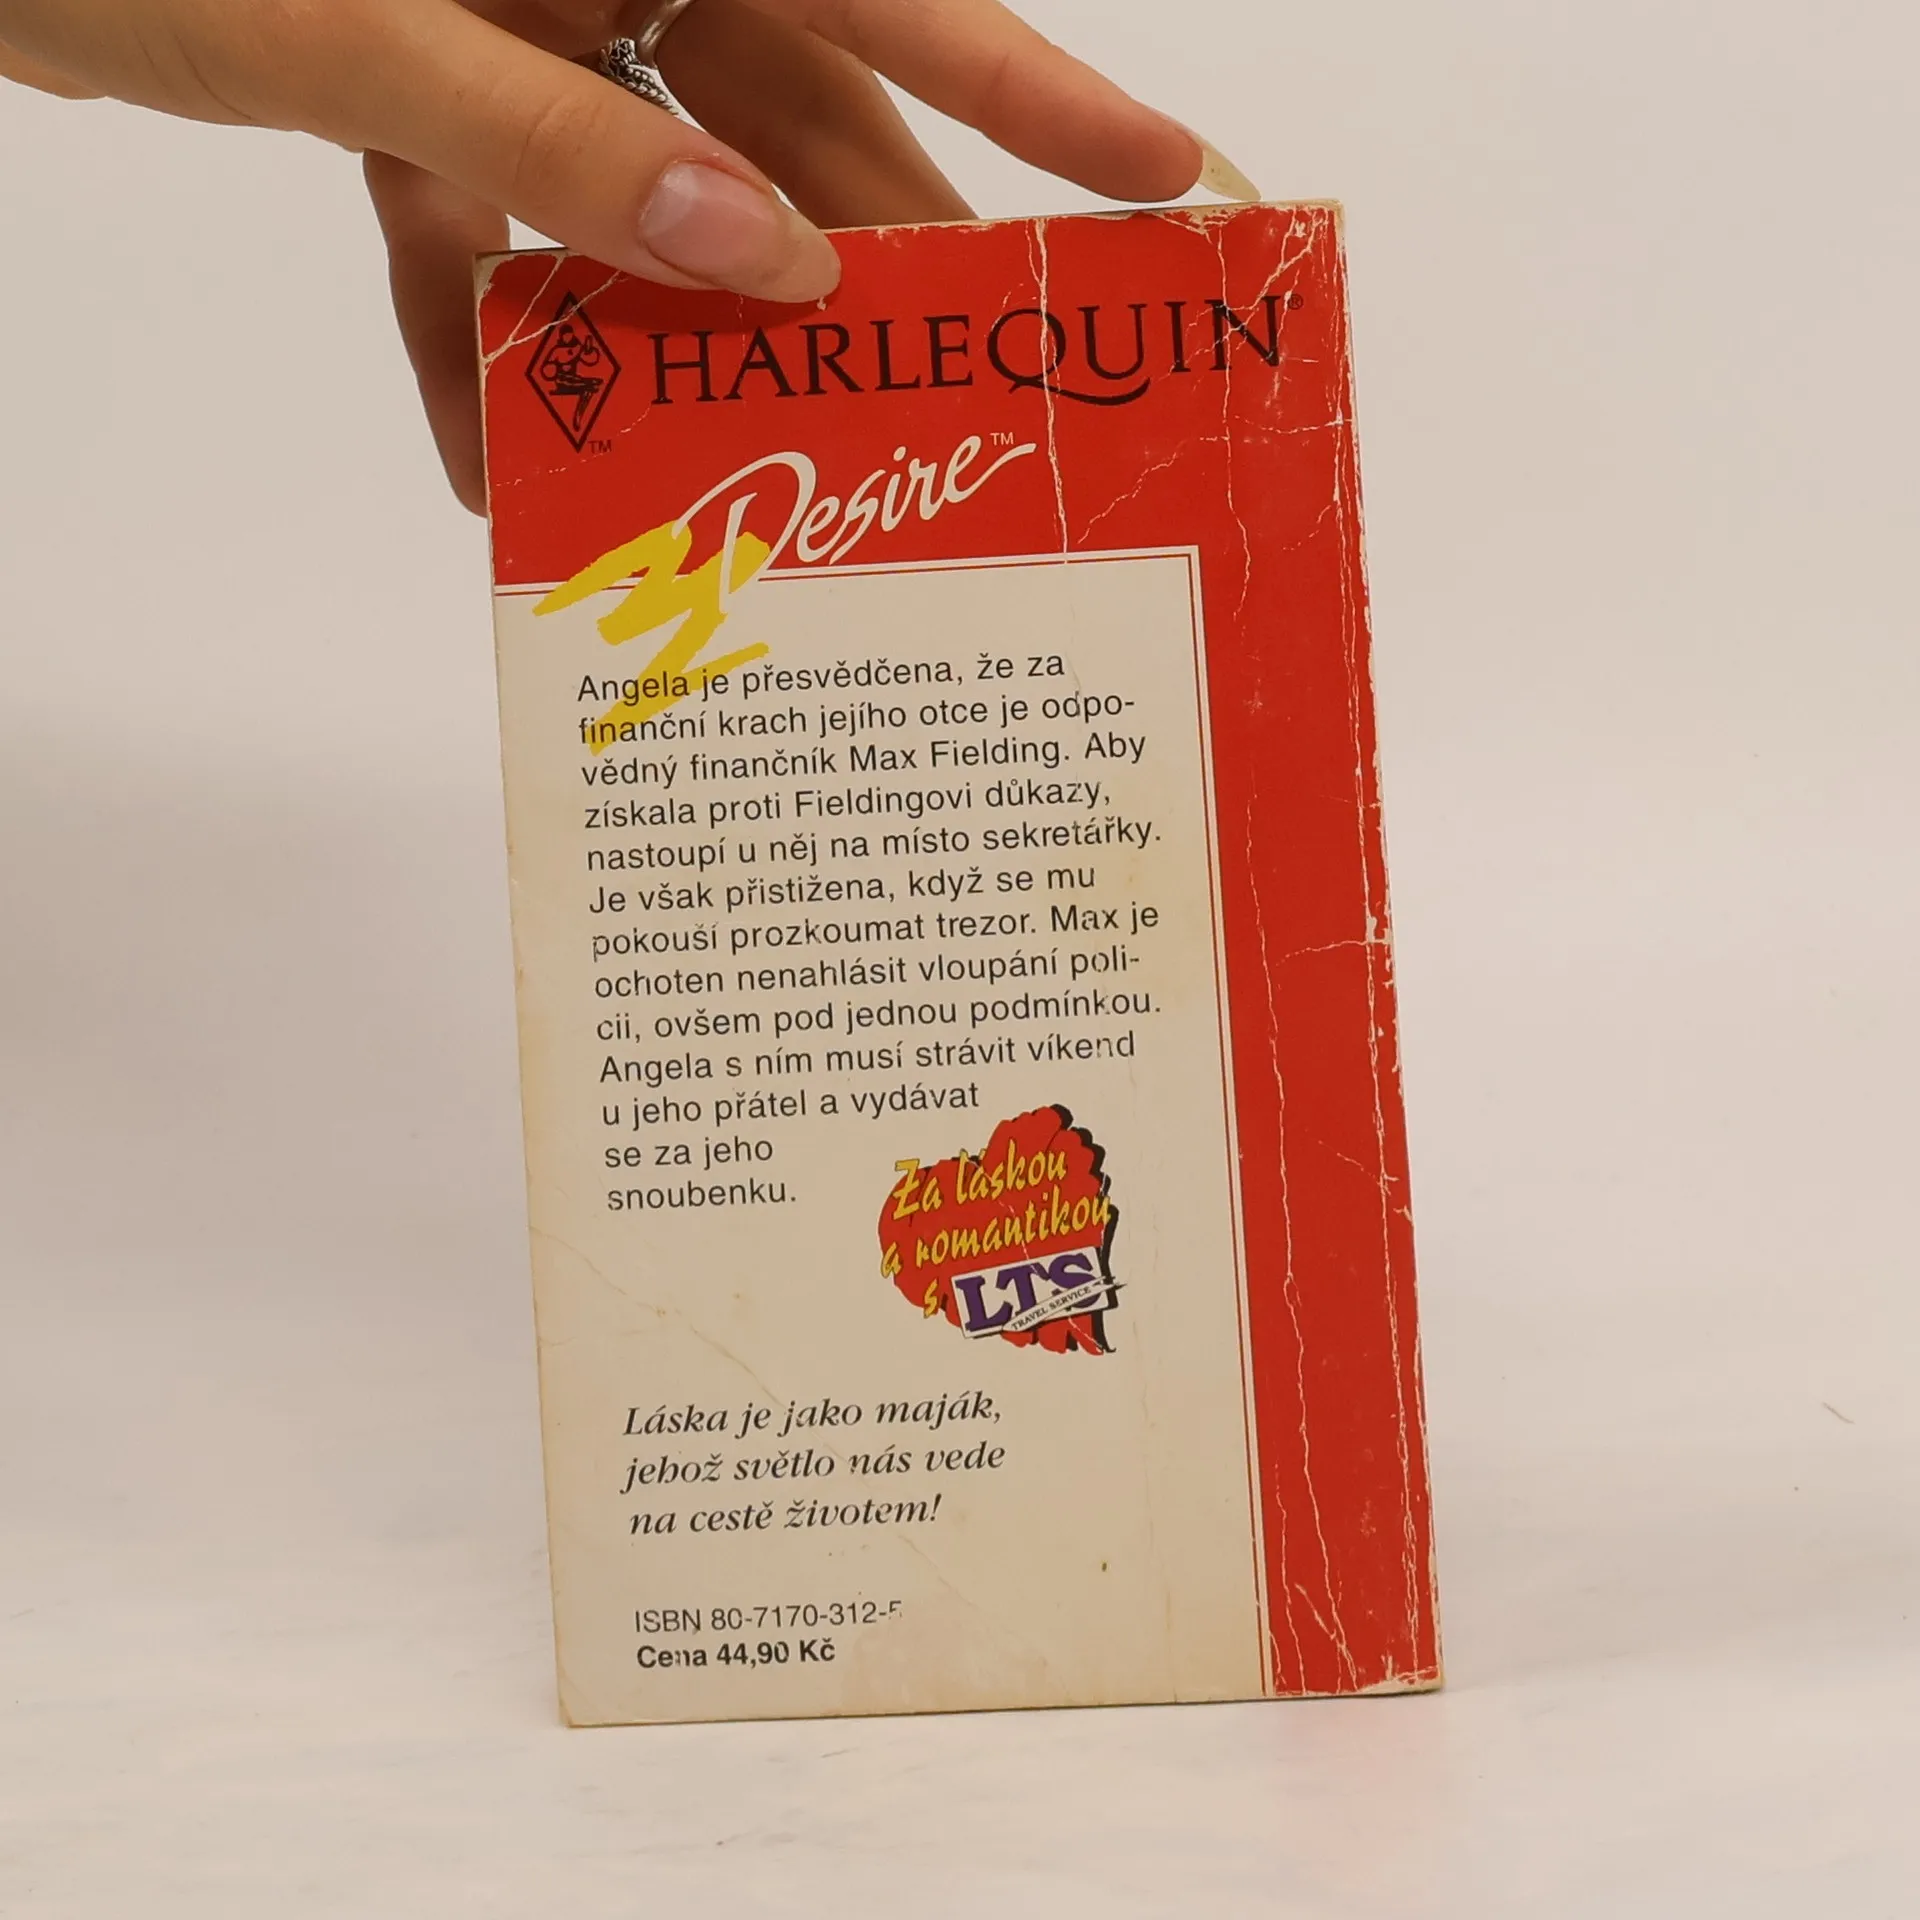 HARLEQUIN®
TM
Desire™
Angela je přesvědčena, že za
finanční krach jejího otce je odpo-
vědný finančník Max Fielding. Aby
získala proti Fieldingovi důkazy,
nastoupí u něj na místo sekretářky.
Je však přistižena, když se mu
pokouší prozkoumat trezor. Max je
ochoten nenahlásit vloupání poli-
cii, ovšem pod jednou podmínkou.
Angela s ním musí strávit víkend
u jeho přátel a vydávat
se za jeho
snoubenku.
Za láskou
a romantikou
s LTS
TRAVEL SERVICE
Láska je jako maják,
jehož světlo nás vede
na cestě životem!
ISBN 80-7170-312-5
Cena 44,90 Kč